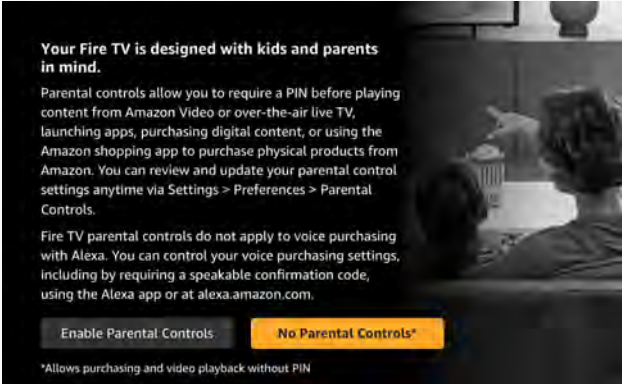 Your Fire TV is designed with kids and parents
in mind.
Parental controls allow you to require a PIN before playing
content from Amazon Video or over-the-air live TV,
launching apps, purchasing digital content, or using the
Amazon shopping app to purchase physical products from
Amazon. You can review and update your parental control
settings anytime via Settings > Preferences > Parental
Controls.
Fire TV parental controls do not apply to voice purchasing
with Alexa. You can control your voice purchasing settings,
including by requiring a speakable confirmation code,
using the Alexa app or at alexa.amazon.com.
Enable Parental Controls
No Parental Controls*
*Allows purchasing and video playback without PIN